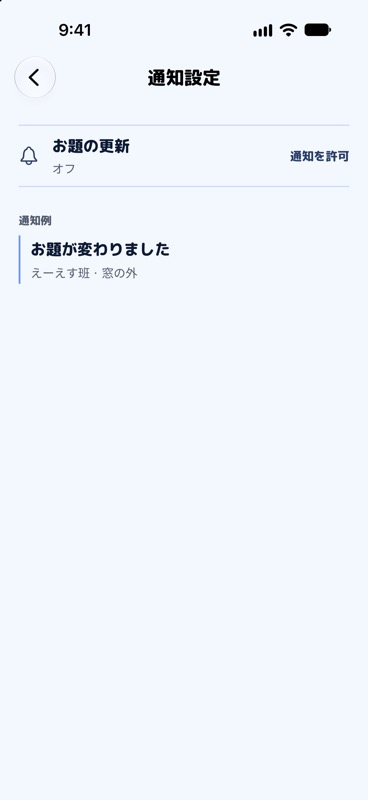 9:41
通知設定
お題の更新
オフ
通知を許可
通知例
お題が変わりました
えーえす班・窓の外